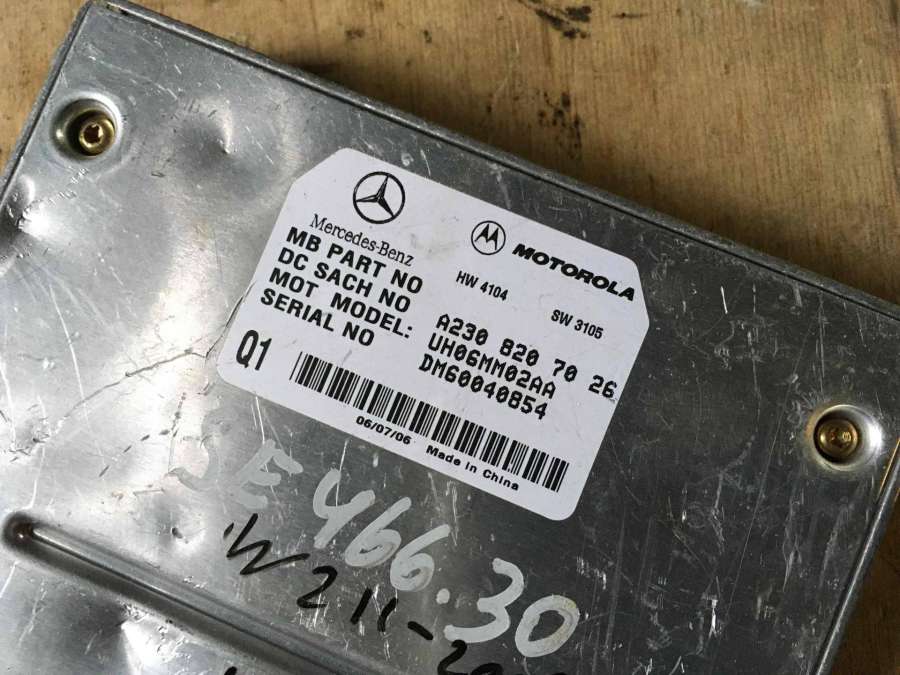 Mercedes-Benz
MOTOROLA
HW 4104
SW 3105
MB PART NO
DC SACH NO
MOT MODEL:
SERIAL NO
A230 820 70 26
UH06MM02AA
DM60040854
Q1
06/07/06
Made in China
SE 466.30
W211-